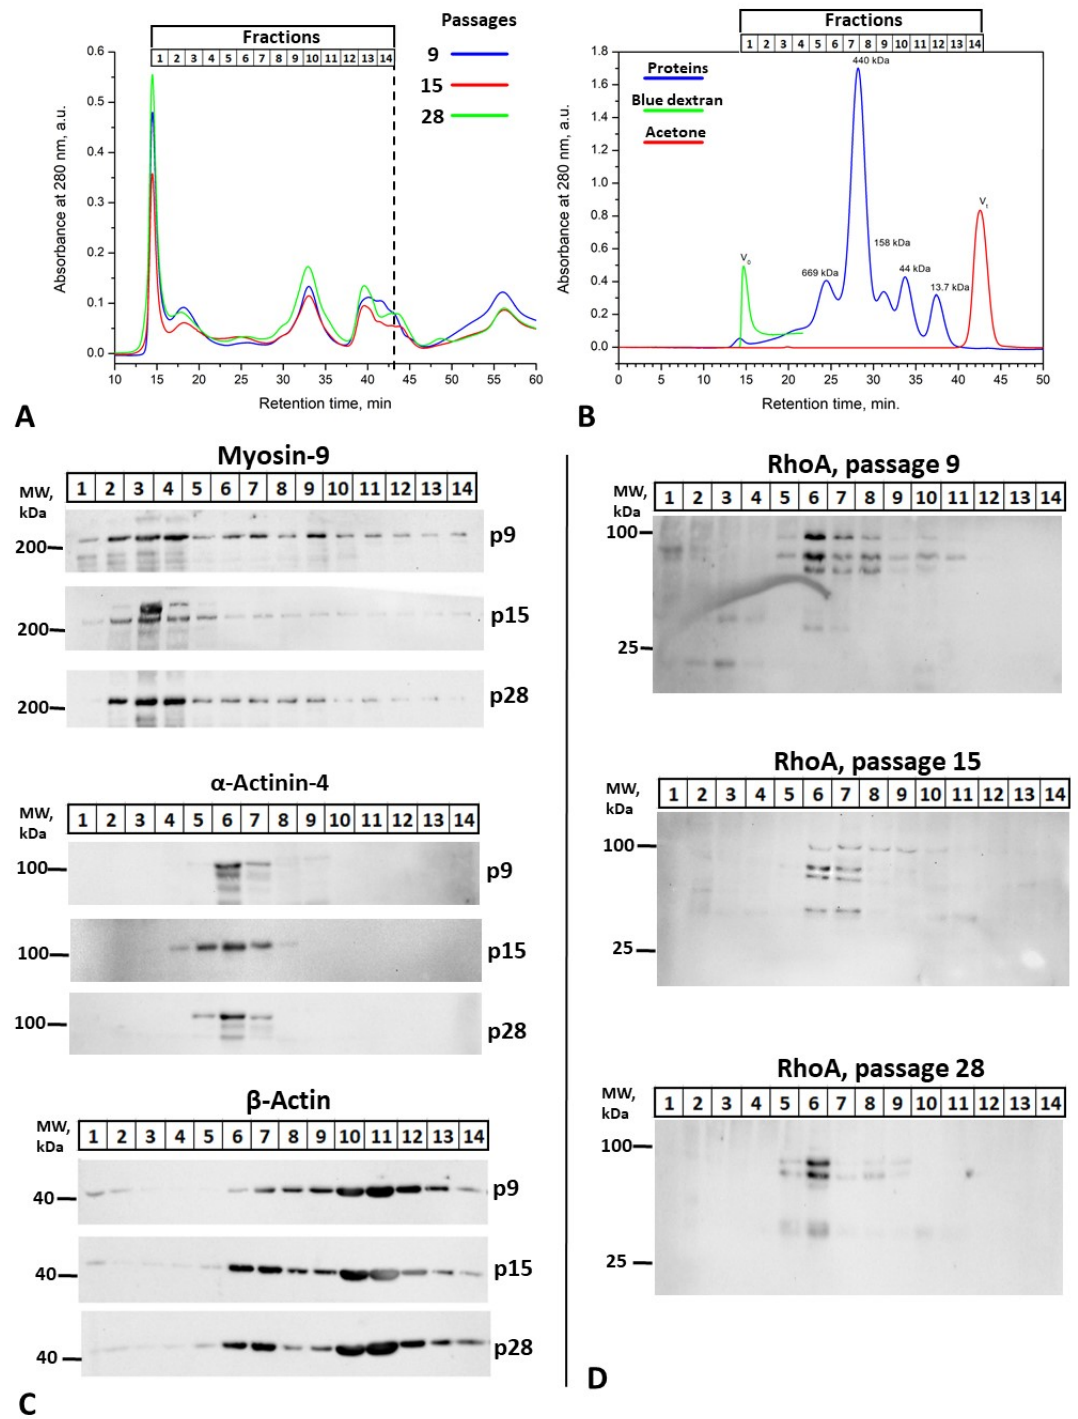 Fractions
1 2 3 4 5 6 7 8 9 10 11 12 13 14
Passages
9
15
28
0.6
0.5
0.4
0.3
0.2
0.1
0.0
Absorbance at 280 nm, a.u.
10 15 20 25 30 35 40 45 50 55 60
Retention time, min
A
Fractions
1 2 3 4 5 6 7 8 9 10 11 12 13 14
Proteins
Blue dextran
Acetone
440 kDa
158 kDa
669 kDa
44 kDa
13.7 kDa
V0
Vt
1.8
1.6
1.4
1.2
1.0
0.8
0.6
0.4
0.2
0.0
Absorbance at 280 nm, a.u.
0 5 10 15 20 25 30 35 40 45 50
Retention time, min.
B
Myosin-9
MW,
kDa
1 2 3 4 5 6 7 8 9 10 11 12 13 14
200 p9
200 p15
200 p28
α-Actinin-4
MW,
kDa
1 2 3 4 5 6 7 8 9 10 11 12 13 14
100 p9
100 p15
100 p28
β-Actin
MW,
kDa
1 2 3 4 5 6 7 8 9 10 11 12 13 14
40 p9
40 p15
40 p28
C
RhoA, passage 9
MW,
kDa
1 2 3 4 5 6 7 8 9 10 11 12 13 14
100
25
RhoA, passage 15
MW,
kDa
1 2 3 4 5 6 7 8 9 10 11 12 13 14
100
25
RhoA, passage 28
MW,
kDa
1 2 3 4 5 6 7 8 9 10 11 12 13 14
100
25
D